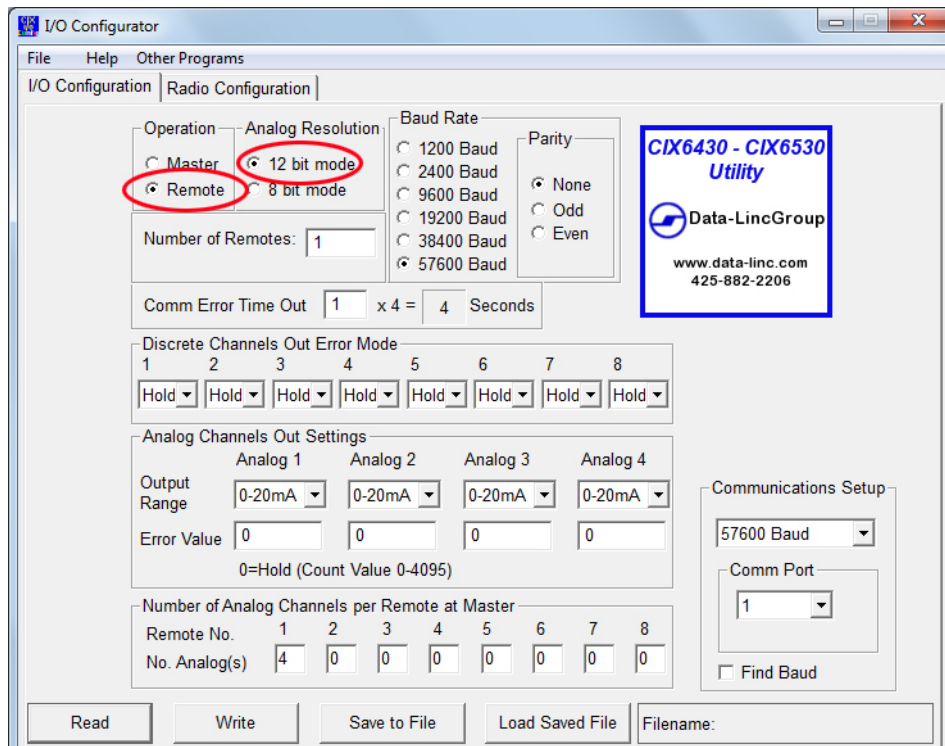 I/O Configurator
File Help Other Programs
I/O Configuration Radio Configuration
Operation
Master
Remote
Analog Resolution
12 bit mode
8 bit mode
Number of Remotes: 1
Baud Rate
1200 Baud
2400 Baud
9600 Baud
19200 Baud
38400 Baud
57600 Baud
Parity
None
Odd
Even
CIX6430 - CIX6530
Utility
Data-LincGroup
www.data-linc.com
425-882-2206
Comm Error Time Out 1 x 4 = 4 Seconds
Discrete Channels Out Error Mode
1 2 3 4 5 6 7 8
Hold Hold Hold Hold Hold Hold Hold Hold
Analog Channels Out Settings
Analog 1 Analog 2 Analog 3 Analog 4
Output
Range
0-20mA 0-20mA 0-20mA 0-20mA
Error Value 0 0 0 0
0=Hold (Count Value 0-4095)
Number of Analog Channels per Remote at Master
Remote No. 1 2 3 4 5 6 7 8
No. Analog(s) 4 0 0 0 0 0 0 0
Communications Setup
57600 Baud
Comm Port
1
Find Baud
Read Write Save to File Load Saved File Filename: